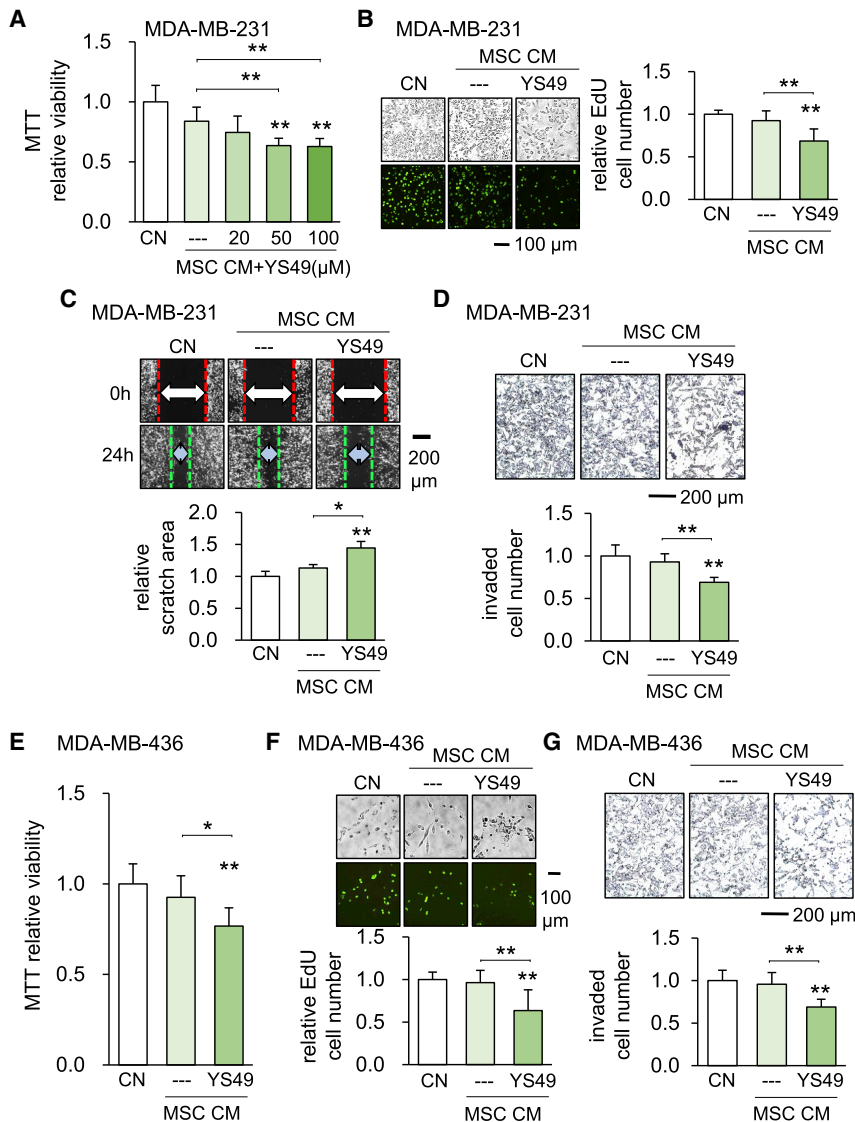 A
MDA-MB-231
MTT
relative viability
1.5
1.0
0.5
0.0
**
**
** **
CN --- 20 50 100
MSC CM+YS49(μM)
B
MDA-MB-231
MSC CM
CN --- YS49
100 μm
relative EdU
cell number
1.5
1.0
0.5
0.0
**
**
CN --- YS49
MSC CM
C
MDA-MB-231
MSC CM
CN --- YS49
0h
24h
200
μm
relative
scratch area
2.0
1.5
1.0
0.5
0.0
*
**
CN --- YS49
MSC CM
D
MDA-MB-231
MSC CM
CN --- YS49
200 μm
invaded
cell number
1.5
1.0
0.5
0.0
**
**
CN --- YS49
MSC CM
E
MDA-MB-436
MTT relative viability
1.5
1.0
0.5
0.0
*
**
CN --- YS49
MSC CM
F
MDA-MB-436
MSC CM
CN --- YS49
100
μm
relative EdU
cell number
1.5
1.0
0.5
0.0
**
**
CN --- YS49
MSC CM
G
MDA-MB-436
MSC CM
CN --- YS49
200 μm
invaded
cell number
1.5
1.0
0.5
0.0
**
**
CN --- YS49
MSC CM